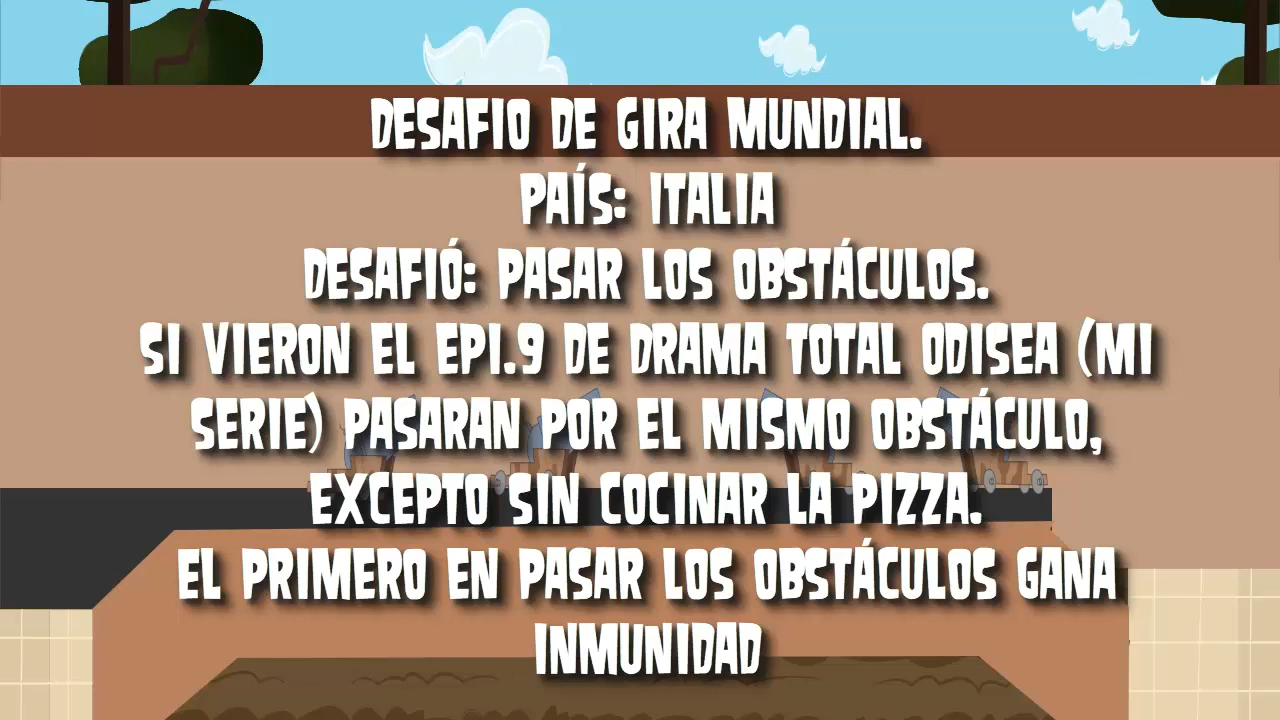 DESAFIO DE GIRA MUNDIAL.
PAÍS: ITALIA
DESAFIÓ: PASAR LOS OBSTÁCULOS.
SI VIERON EL EPI.9 DE DRAMA TOTAL ODISEA (MI
SERIE) PASARAN POR EL MISMO OBSTÁCULO,
EXCEPTO SIN COCINAR LA PIZZA.
EL PRIMERO EN PASAR LOS OBSTÁCULOS GANA
INMUNIDAD